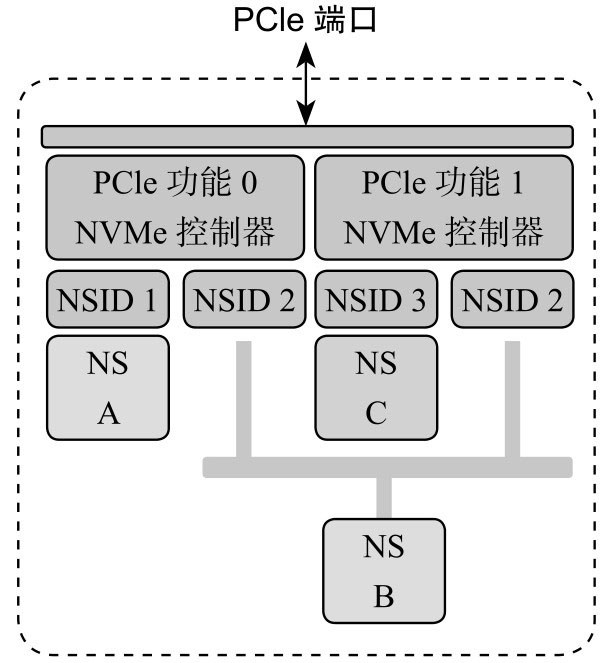 PCIe 端口
PCIe 功能 0
NVMe 控制器
PCIe 功能 1
NVMe 控制器
NSID 1
NSID 2
NSID 3
NSID 2
NS
A
NS
C
NS
B